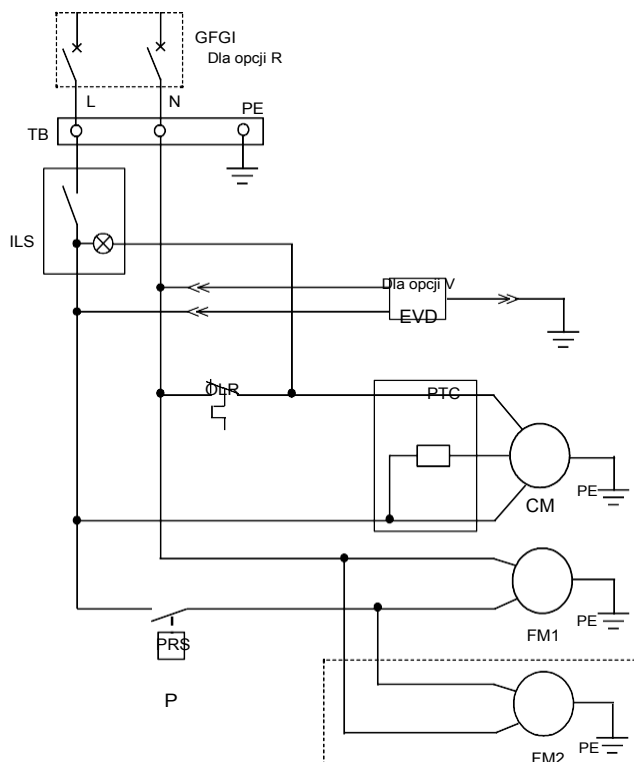 GFGI
Dla opcji R
L
N
PE
TB
ILS
Dla opcji V
EVD
OLR
PTC
CM
PE
FM1
PE
PRS
P
FM2
PE